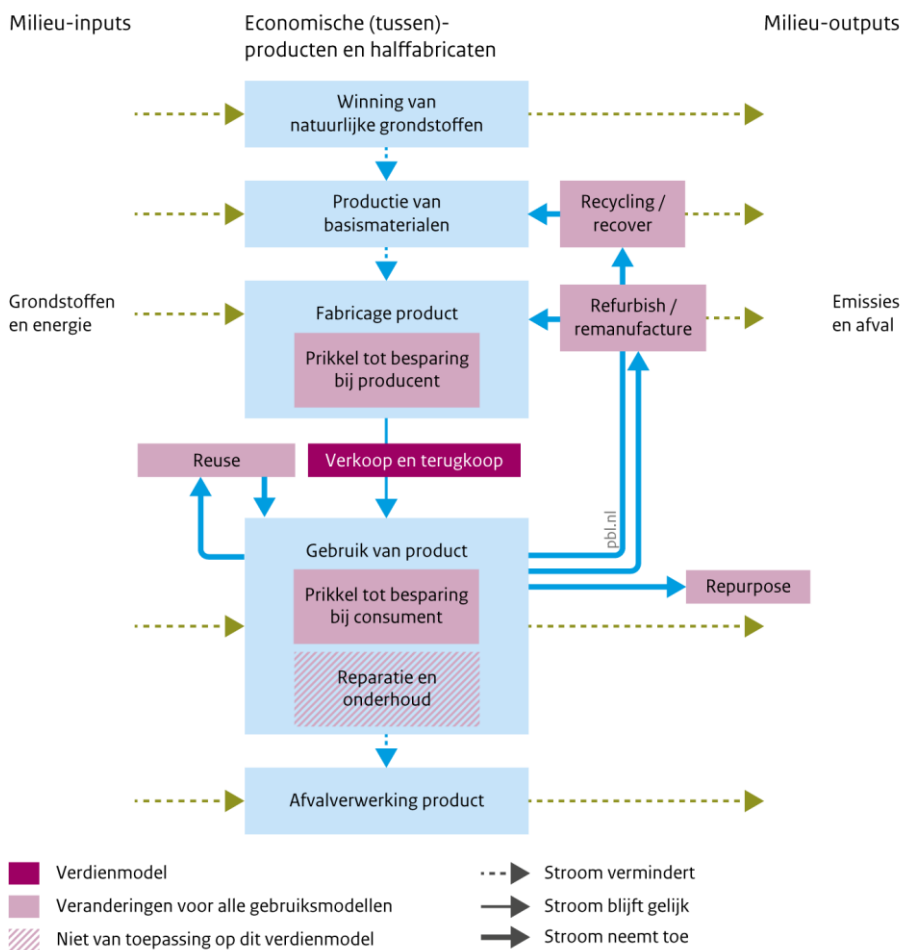 Milieu-inputs
Economische (tussen)-
producten en halffabricaten
Milieu-outputs
Winning van
natuurlijke grondstoffen
Productie van
basismaterialen
Recycling /
recover
Grondstoffen
en energie
Fabricage product
Refurbish /
remanufacture
Emissies
en afval
Prikkel tot besparing
bij producent
Reuse
Verkoop en terugkoop
pbl.nl
Gebruik van product
Prikkel tot besparing
bij consument
Repurpose
Reparatie en
onderhoud
Afvalverwerking product
Verdienmodel
Veranderingen voor alle gebruiksmodellen
Niet van toepassing op dit verdienmodel
Stroom vermindert
Stroom blijft gelijk
Stroom neemt toe